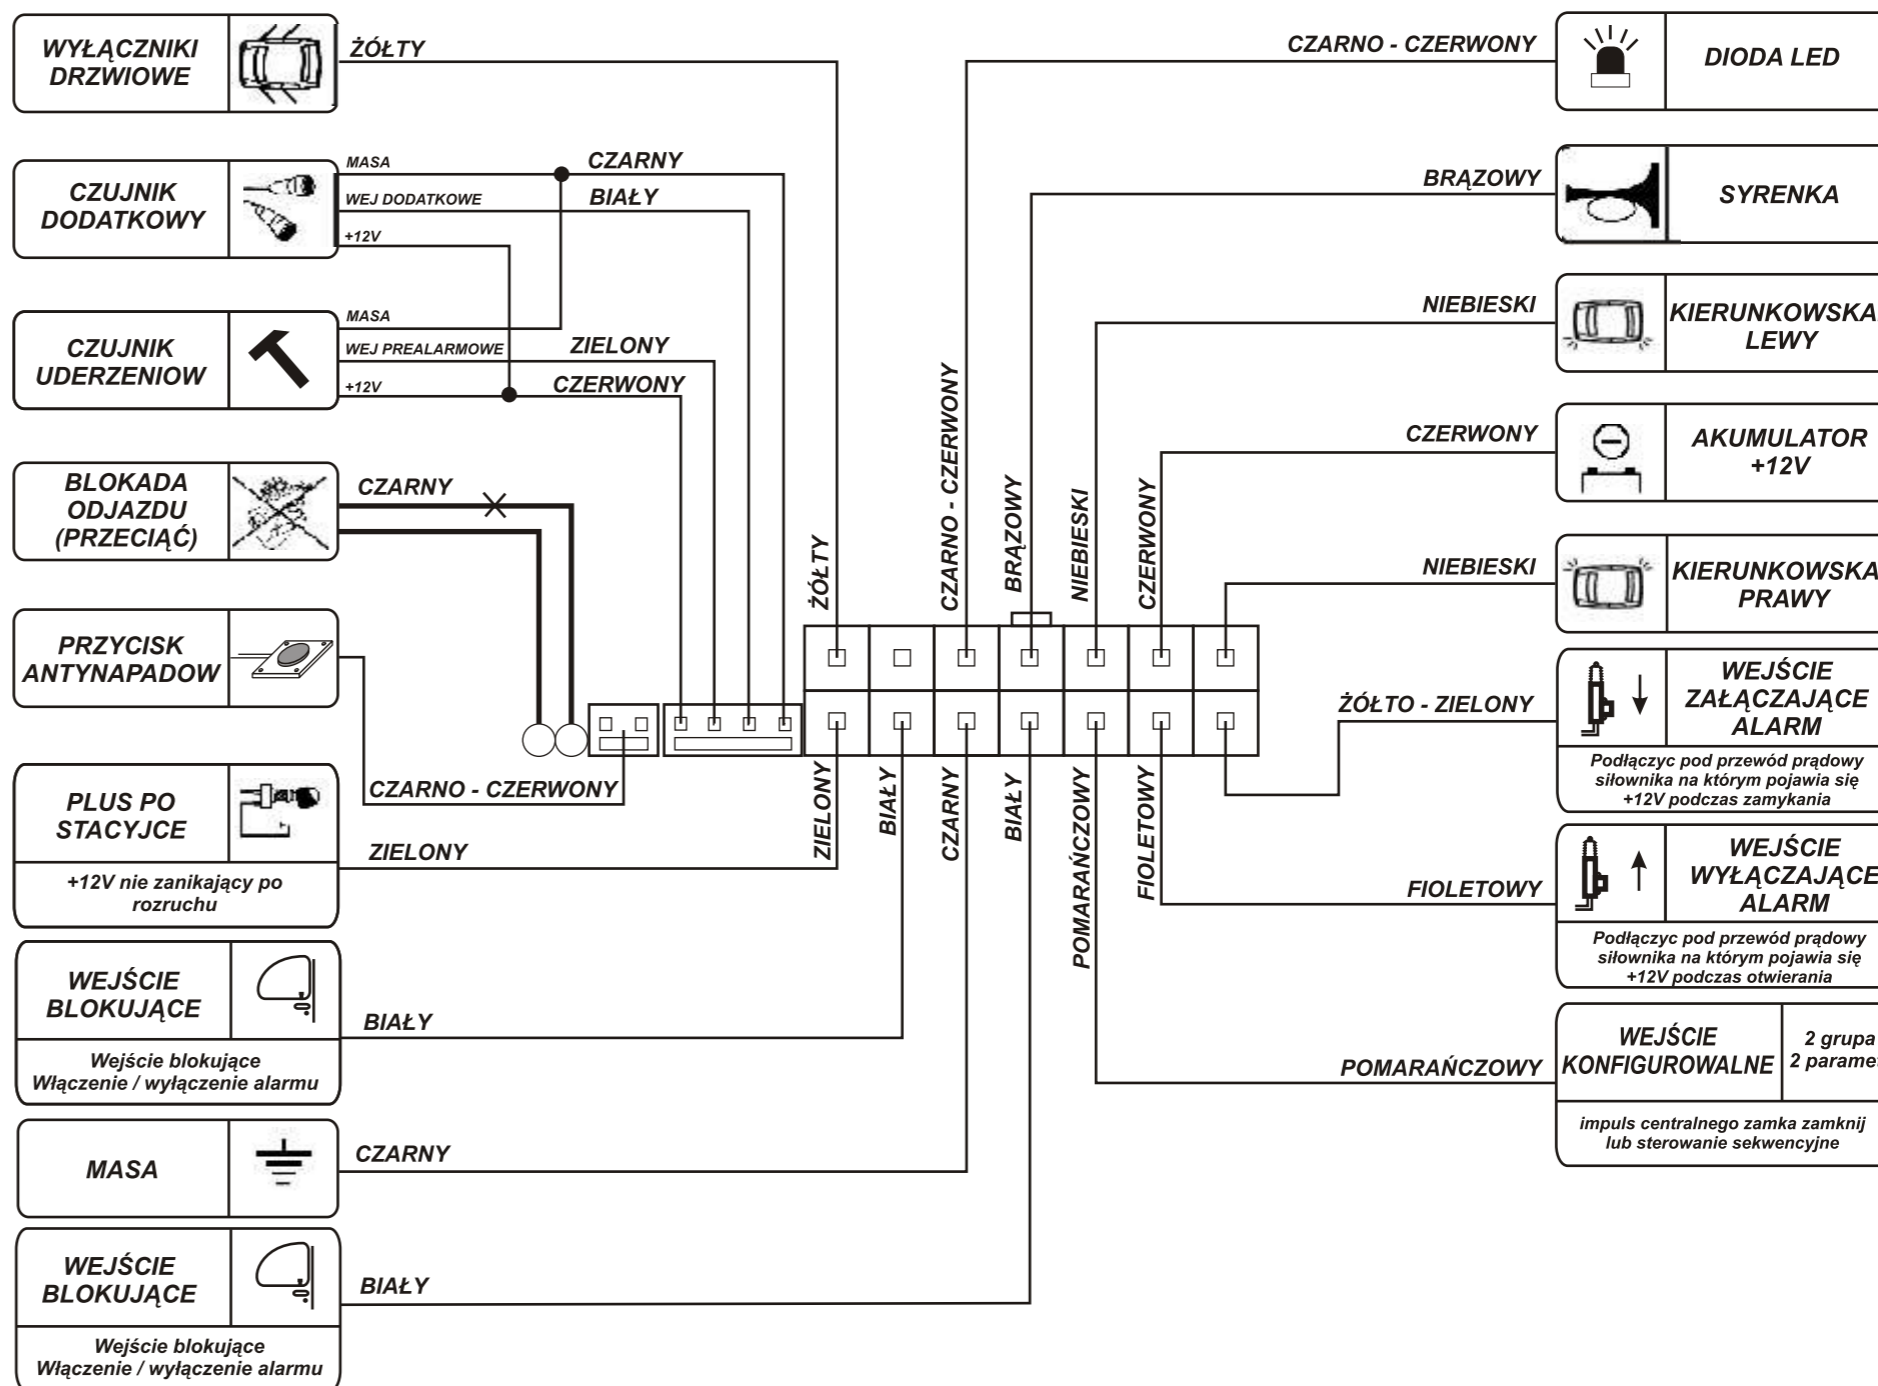 WYŁĄCZNIKI
DRZWIOWE
ŻÓŁTY
CZUJNIK
DODATKOWY
MASA
CZARNY
WEJ DODATKOWE
BIAŁY
+12V
CZUJNIK
UDERZENIOW
MASA
WEJ PREALARMOWE
ZIELONY
+12V
CZERWONY
BLOKADA
ODJAZDU
(PRZECIĄĆ)
CZARNY
PRZYCISK
ANTYNAPADOW
CZARNO - CZERWONY
PLUS PO
STACYJCE
+12V nie zanikający po
rozruchu
ZIELONY
WEJŚCIE
BLOKUJĄCE
Wejście blokujące
Włączenie / wyłączenie alarmu
BIAŁY
MASA
CZARNY
WEJŚCIE
BLOKUJĄCE
Wejście blokujące
Włączenie / wyłączenie alarmu
BIAŁY
ŻÓŁTY
CZARNO - CZERWONY
BRĄZOWY
NIEBIESKI
CZERWONY
ZIELONY
BIAŁY
CZARNY
BIAŁY
POMARAŃCZOWY
FIOLETOWY
CZARNO - CZERWONY
DIODA LED
BRĄZOWY
SYRENKA
NIEBIESKI
KIERUNKOWSKA
LEWY
CZERWONY
AKUMULATOR
+12V
NIEBIESKI
KIERUNKOWSKA
PRAWY
ŻÓŁTO - ZIELONY
WEJŚCIE
ZAŁĄCZAJĄCE
ALARM
Podłączyc pod przewód prądowy
siłownika na którym pojawia się
+12V podczas zamykania
FIOLETOWY
WEJŚCIE
WYŁĄCZAJĄCE
ALARM
Podłączyc pod przewód prądowy
siłownika na którym pojawia się
+12V podczas otwierania
POMARAŃCZOWY
WEJŚCIE
KONFIGUROWALNE
2 grupa
2 paramet
impuls centralnego zamka zamknij
lub sterowanie sekwencyjne